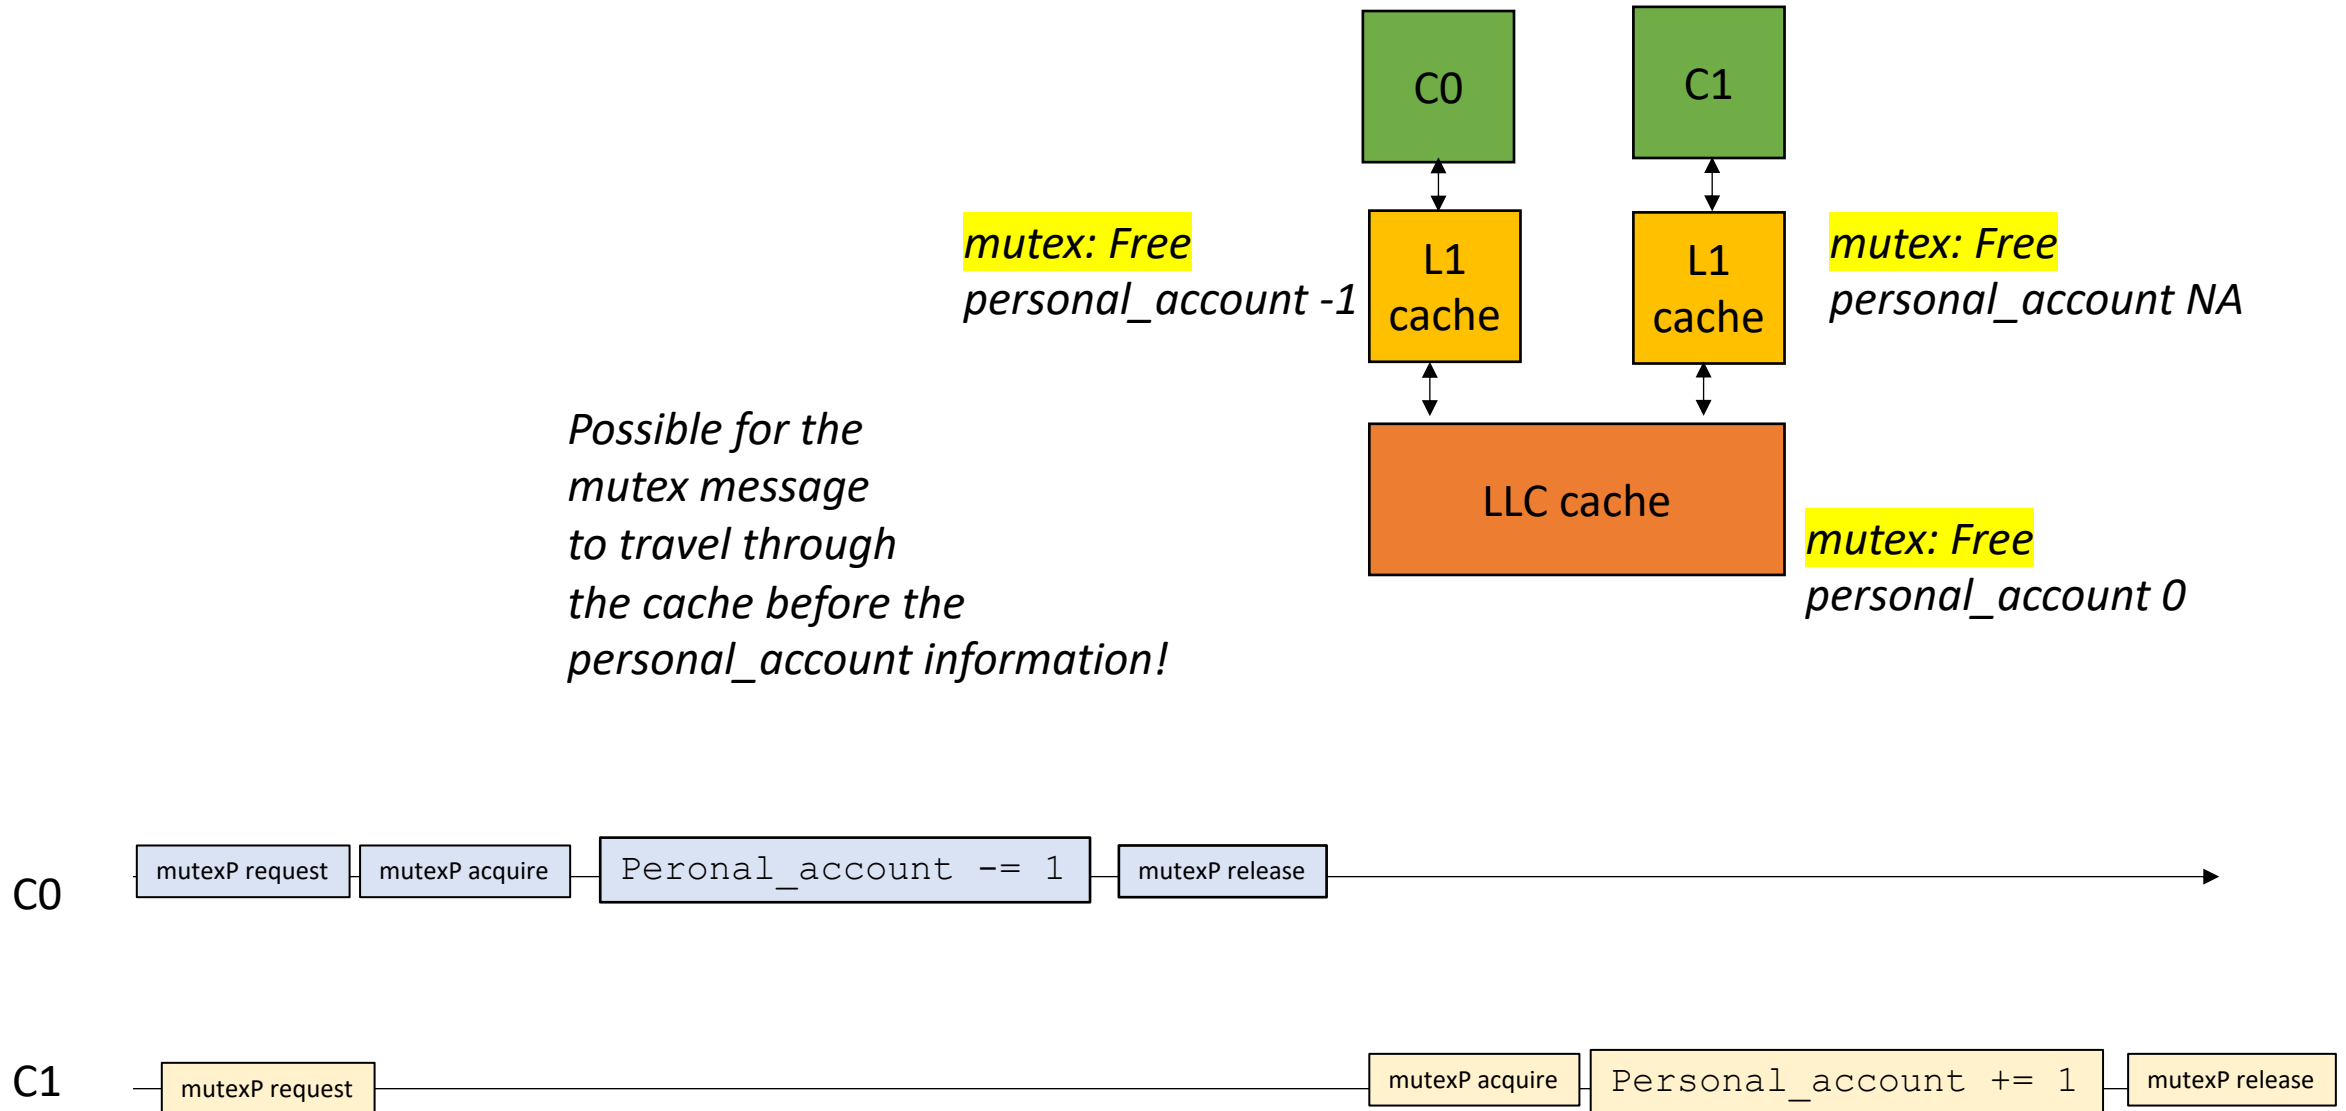 C0
C1
mutex: Free
personal_account -1
L1
cache
L1
cache
mutex: Free
personal_account NA
Possible for the
mutex message
to travel through
the cache before the
personal_account information!
LLC cache
mutex: Free
personal_account 0
C0
mutexP request
mutexP acquire
Peronal_account -= 1
mutexP release
C1
mutexP request
mutexP acquire
Personal_account += 1
mutexP release